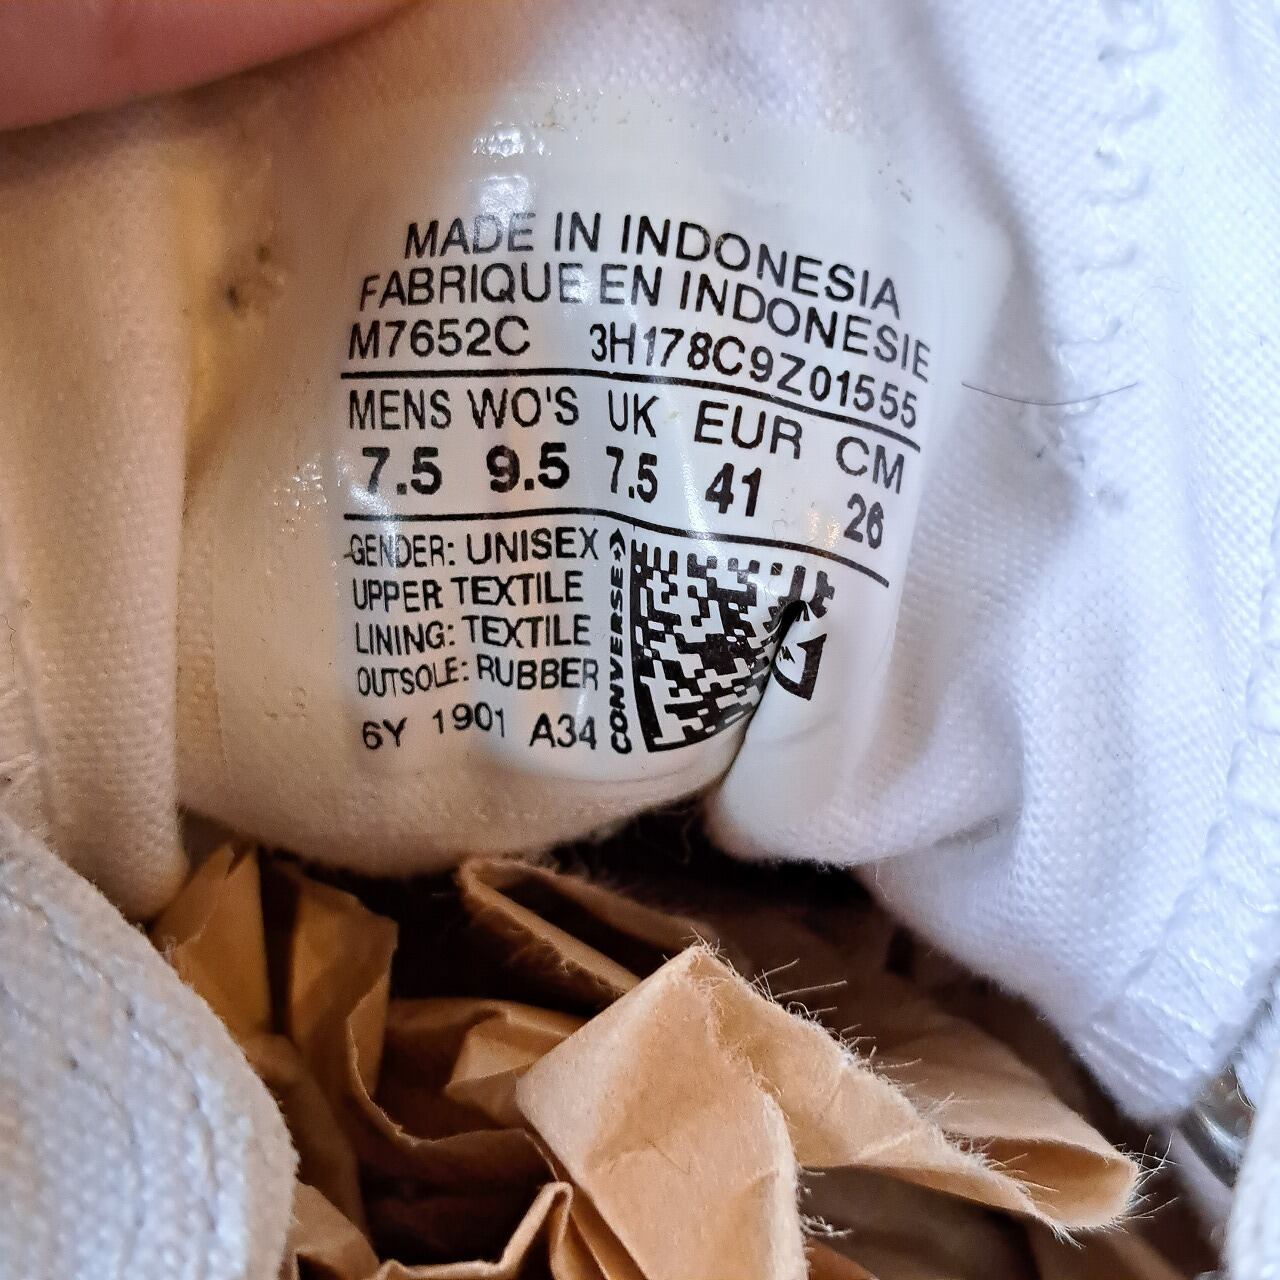 MADE IN INDONESIA
FABRIQUE EN INDONESIE
M7652C 3H178C9Z01555
MENS WO'S UK EUR CM
7.5 9.5 7.5 41 26
GENDER: UNISEX
UPPER TEXTILE
LINING: TEXTILE
OUTSOLE: RUBBER
6Y 1901 A34
CONVERSE